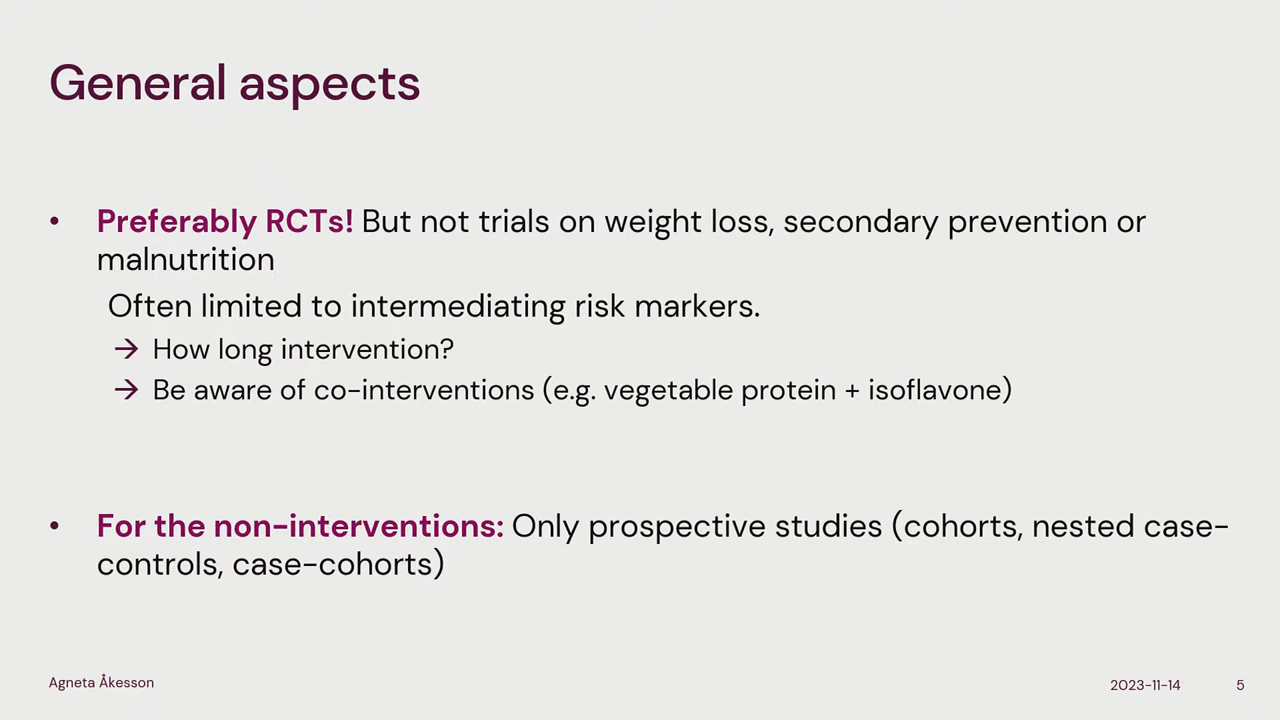 General aspects
• Preferably RCTs! But not trials on weight loss, secondary prevention or
malnutrition
Often limited to intermediating risk markers.
→ How long intervention?
→ Be aware of co-interventions (e.g. vegetable protein + isoflavone)
• For the non-interventions: Only prospective studies (cohorts, nested case-
controls, case-cohorts)
Agneta Åkesson
2023-11-14
5